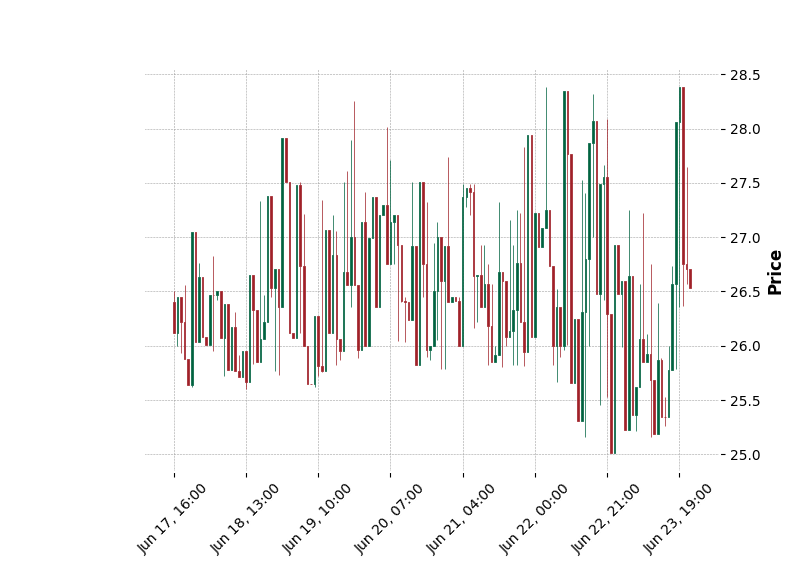 28.5
28.0
27.5
27.0
26.5
26.0
25.5
25.0
Price
Jun 17, 16:00
Jun 18, 13:00
Jun 19, 10:00
Jun 20, 07:00
Jun 21, 04:00
Jun 22, 00:00
Jun 22, 21:00
Jun 23, 19:00